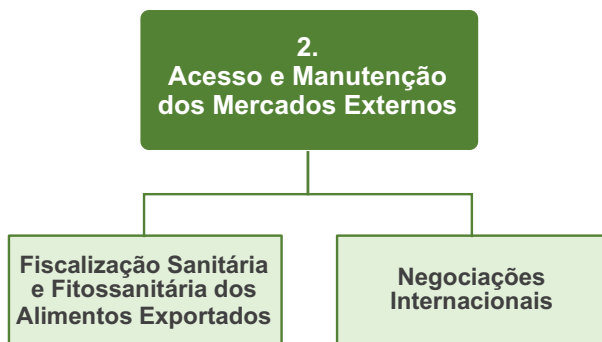 2.
Acesso e Manutenção
dos Mercados Externos
Fiscalização Sanitária
e Fitossanitária dos
Alimentos Exportados
Negociações
Internacionais